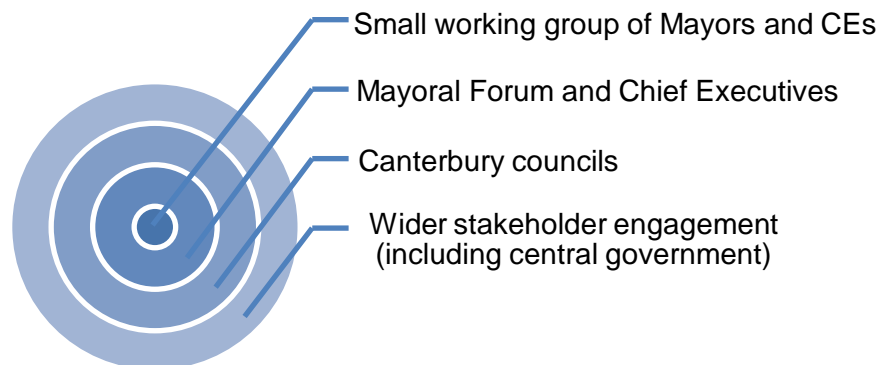 Small working group of Mayors and CEs
Mayoral Forum and Chief Executives
Canterbury councils
Wider stakeholder engagement
(including central government)